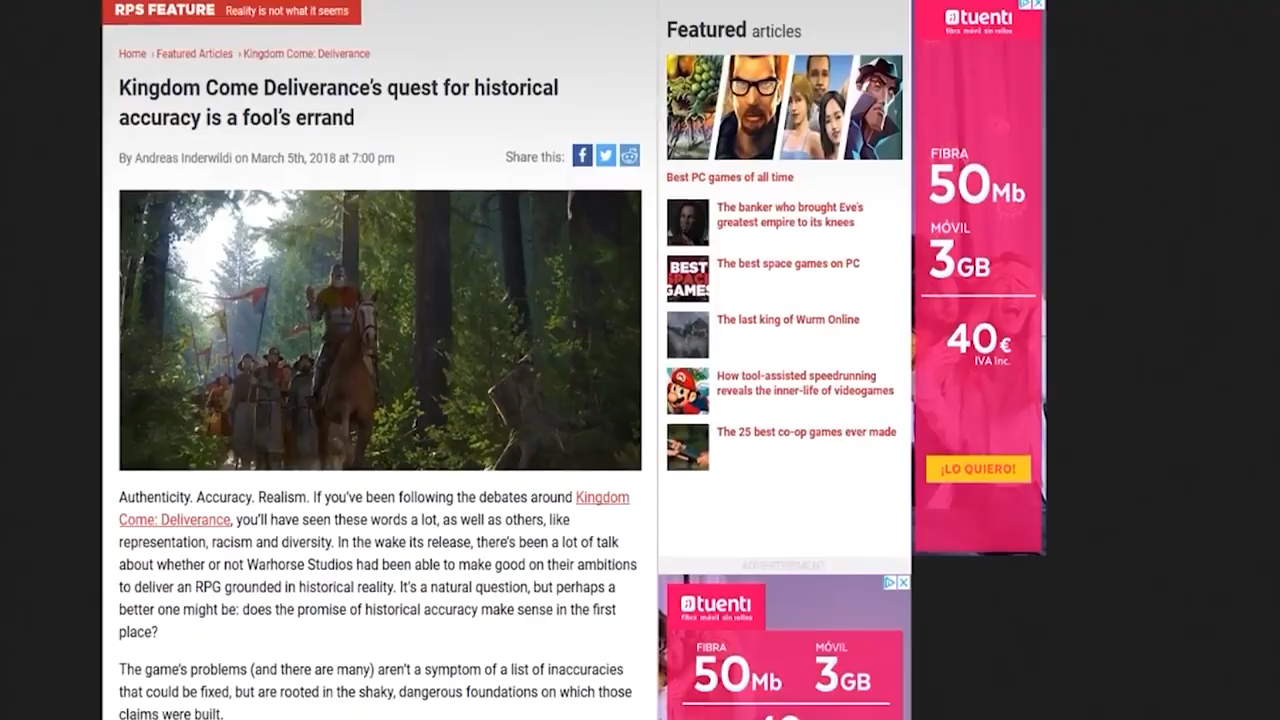 RPS FEATURE Reality is not what it seems
Home › Featured Articles › Kingdom Come: Deliverance
Kingdom Come Deliverance's quest for historical
accuracy is a fool's errand
By Andreas Inderwildi on March 5th, 2018 at 7:00 pm
Share this:
Authenticity. Accuracy. Realism. If you've been following the debates around Kingdom
Come: Deliverance, you'll have seen these words a lot, as well as others, like
representation, racism and diversity. In the wake its release, there's been a lot of talk
about whether or not Warhorse Studios had been able to make good on their ambitions
to deliver an RPG grounded in historical reality. It's a natural question, but perhaps a
better one might be: does the promise of historical accuracy make sense in the first
place?
The game's problems (and there are many) aren't a symptom of a list of inaccuracies
that could be fixed, but are rooted in the shaky, dangerous foundations on which those
claims were built.
Featured articles
Best PC games of all time
The banker who brought Eve's
greatest empire to its knees
BEST
SPACE
GAMES
The best space games on PC
The last king of Wurm Online
How tool-assisted speedrunning
reveals the inner-life of videogames
The 25 best co-op games ever made
ADVERTISEMENT
tuenti
fibra móvil sin rollos
FIBRA
50Mb
MÓVIL
3GB
tuenti
fibra móvil sin rollos
FIBRA
50Mb
MÓVIL
3GB
40€
IVA Inc.
¡LO QUIERO!